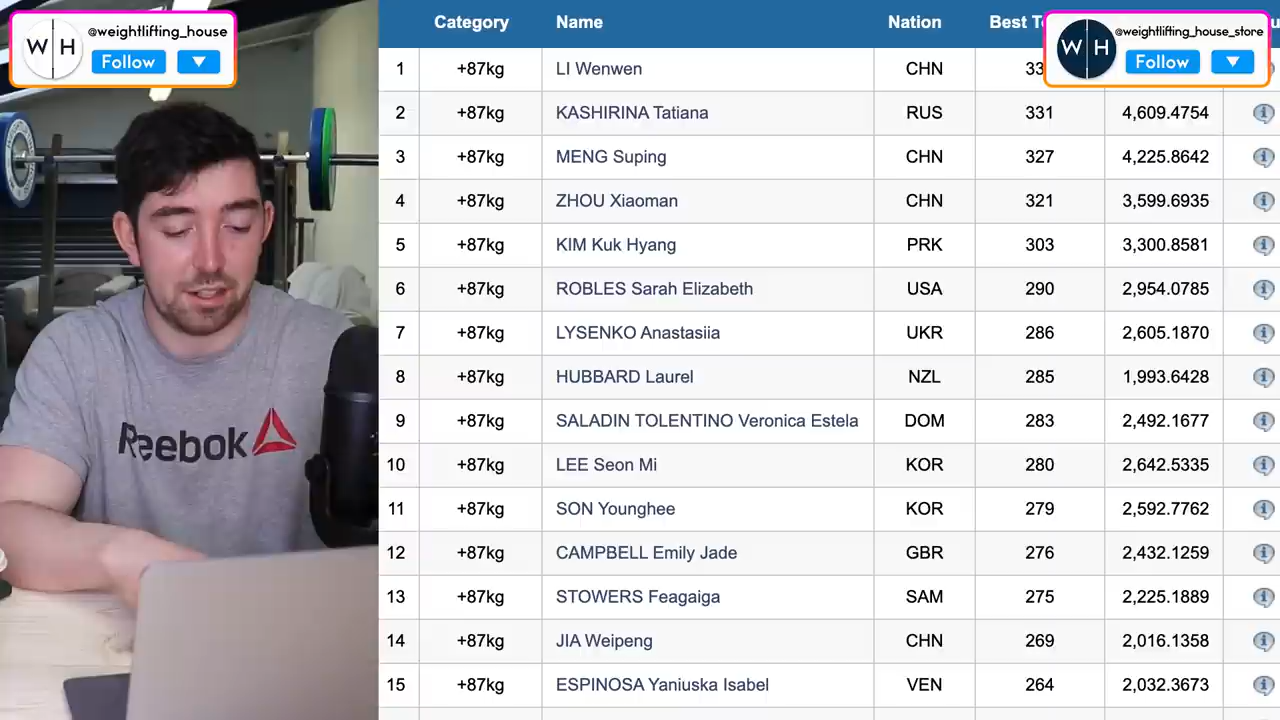 @weightlifting_house
W H
Follow
@weightlifting_house_store
W H
Follow
Reebok
Category Name Nation Best
1 +87kg LI Wenwen CHN
2 +87kg KASHIRINA Tatiana RUS 331 4,609.4754
3 +87kg MENG Suping CHN 327 4,225.8642
4 +87kg ZHOU Xiaoman CHN 321 3,599.6935
5 +87kg KIM Kuk Hyang PRK 303 3,300.8581
6 +87kg ROBLES Sarah Elizabeth USA 290 2,954.0785
7 +87kg LYSENKO Anastasiia UKR 286 2,605.1870
8 +87kg HUBBARD Laurel NZL 285 1,993.6428
9 +87kg SALADIN TOLENTINO Veronica Estela DOM 283 2,492.1677
10 +87kg LEE Seon Mi KOR 280 2,642.5335
11 +87kg SON Younghee KOR 279 2,592.7762
12 +87kg CAMPBELL Emily Jade GBR 276 2,432.1259
13 +87kg STOWERS Feagaiga SAM 275 2,225.1889
14 +87kg JIA Weipeng CHN 269 2,016.1358
15 +87kg ESPINOSA Yaniuska Isabel VEN 264 2,032.3673